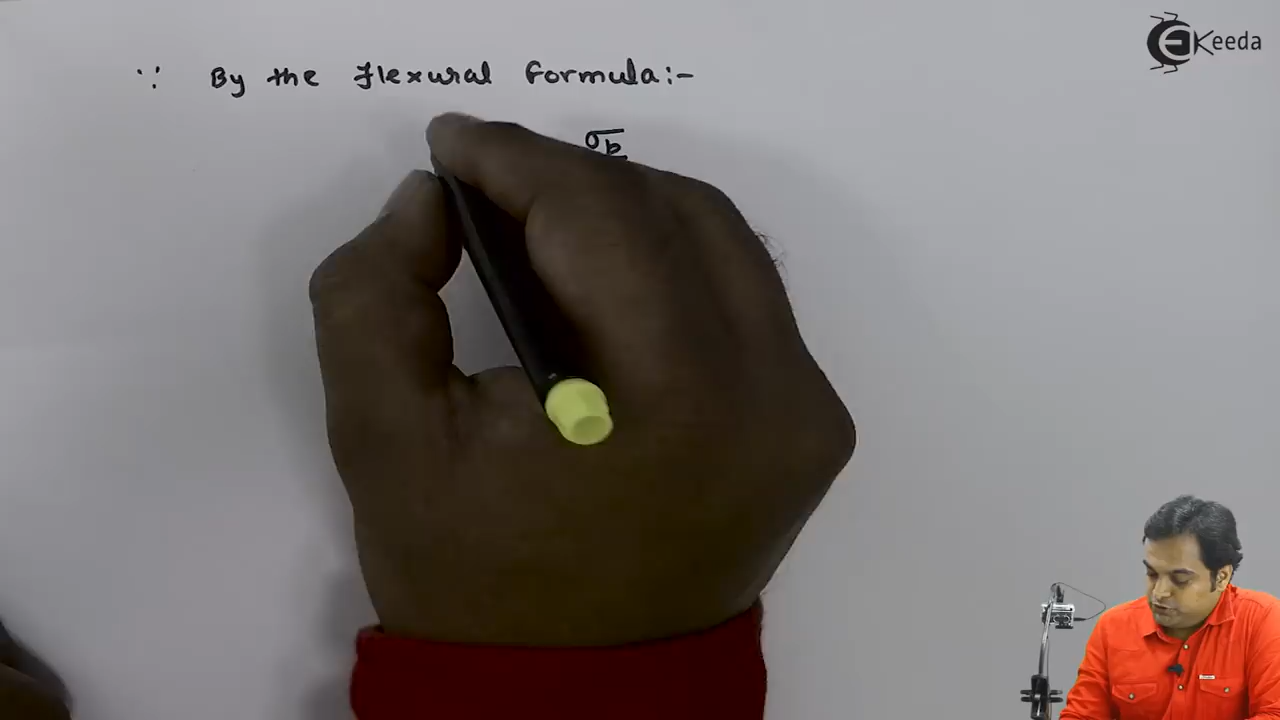 Keeda
∵ By the flexural formula:-
σb